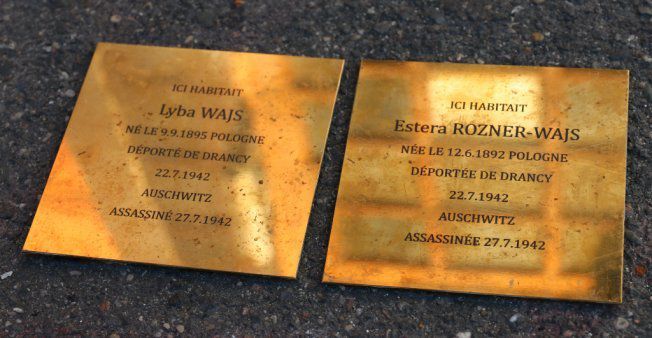 ICI HABITAIT
Lyba WAJS
NÉ LE 9.9.1895 POLOGNE
DÉPORTÉ DE DRANCY
22.7.1942
AUSCHWITZ
ASSASSINÉ 27.7.1942
ICI HABITAIT
Estera ROZNER-WAJS
NÉE LE 12.6.1892 POLOGNE
DÉPORTÉE DE DRANCY
22.7.1942
AUSCHWITZ
ASSASSINÉE 27.7.1942